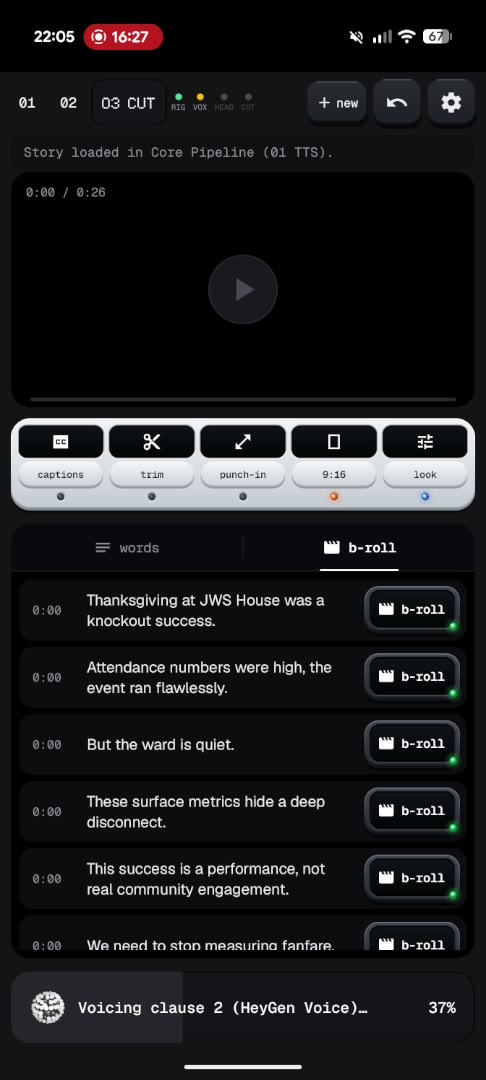 22:05 16:27 67
01 02 03 CUT RIG VOX HEAD CUT + new
Story loaded in Core Pipeline (01 TTS).
0:00 / 0:26
CC
captions trim punch-in 9:16 look
words b-roll
0:00 Thanksgiving at JWS House was a b-roll
knockout success.
0:00 Attendance numbers were high, the b-roll
event ran flawlessly.
0:00 But the ward is quiet. b-roll
0:00 These surface metrics hide a deep b-roll
disconnect.
0:00 This success is a performance, not b-roll
real community engagement.
0:00 We need to stop measuring fanfare. b-roll
Voicing clause 2 (HeyGen Voice)… 37%